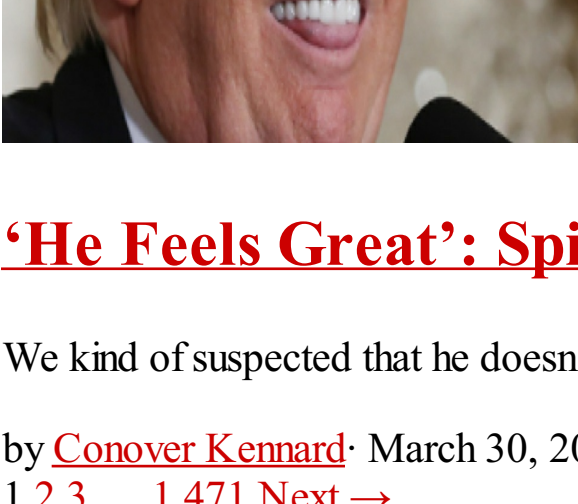 ‘He Feels Great’: Spi
We kind of suspected that he doesn
by Conover Kennard· March 30, 20
1 2 3 … 1,471 Next →